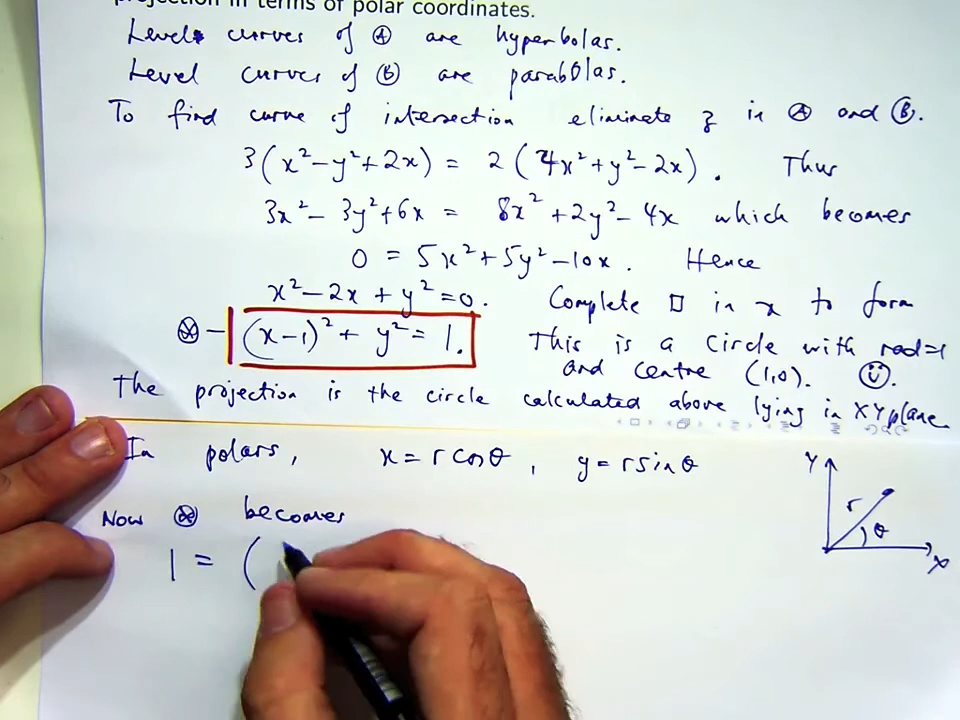 projection in terms of polar coordinates.
Level curves of Ⓐ are hyperbolas.
Level curves of Ⓑ are parabolas.
To find curve of intersection eliminate z in Ⓐ and Ⓑ.
3(x²-y²+2x) = 2(4x²+y²-2x). Thus
3x²-3y²+6x = 8x²+2y²-4x which becomes
0 = 5x²+5y²-10x. Hence
x²-2x+y²=0. Complete □ in x to form
⊛ - (x-1)²+y²=1. This is a circle with rad=1
and centre (1,0). ☺.
The projection is the circle calculated above lying in XY plane
In polars, x=rcosθ, y=rsinθ
Y
r
θ
X
Now ⊛ becomes
1 = (